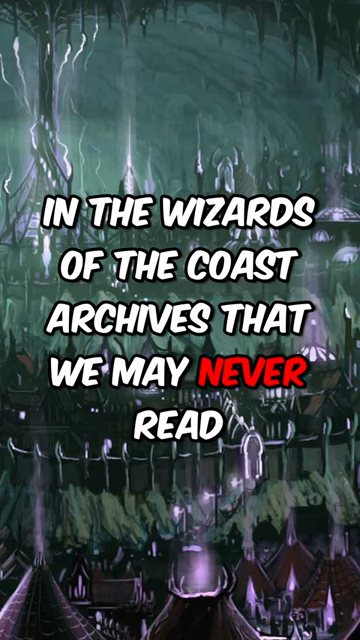 IN THE WIZARDS
OF THE COAST
ARCHIVES THAT
WE MAY NEVER
READ